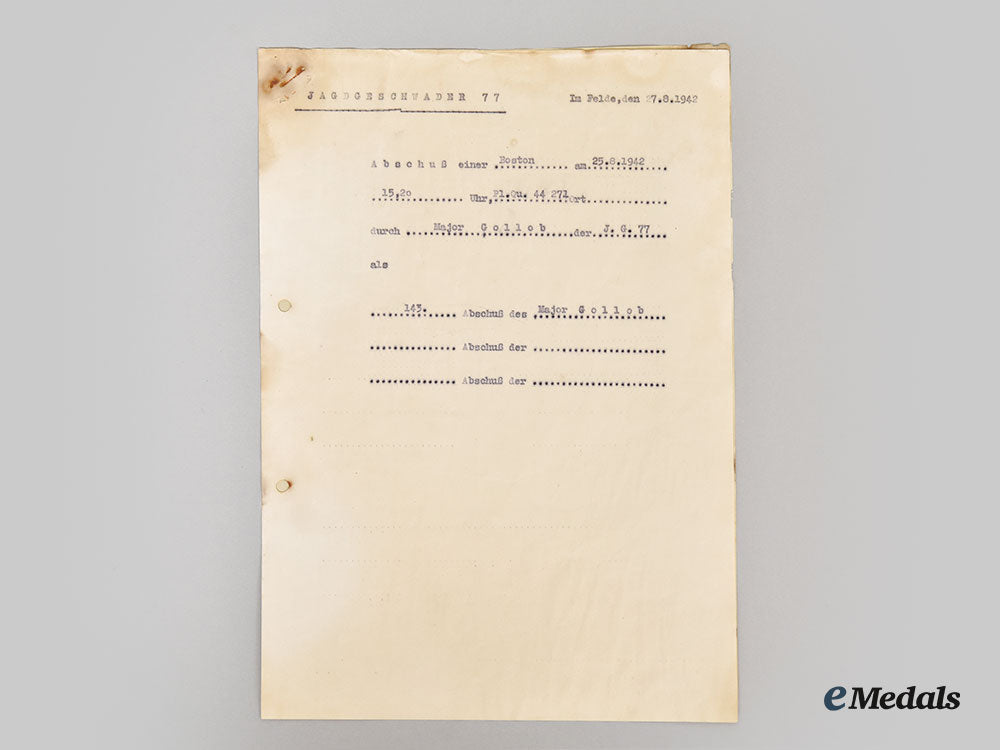 JAGDGESCHWADER 77 Im Felde,den 27.8.1942
Abschuß einer Boston am 25.8.1942
15,20 Uhr, Pl.Qu. 44 271 Ort
durch Major Gollob der J.G. 77
als
143. Abschuß des Major Gollob
Abschuß der
Abschuß der
eMedals